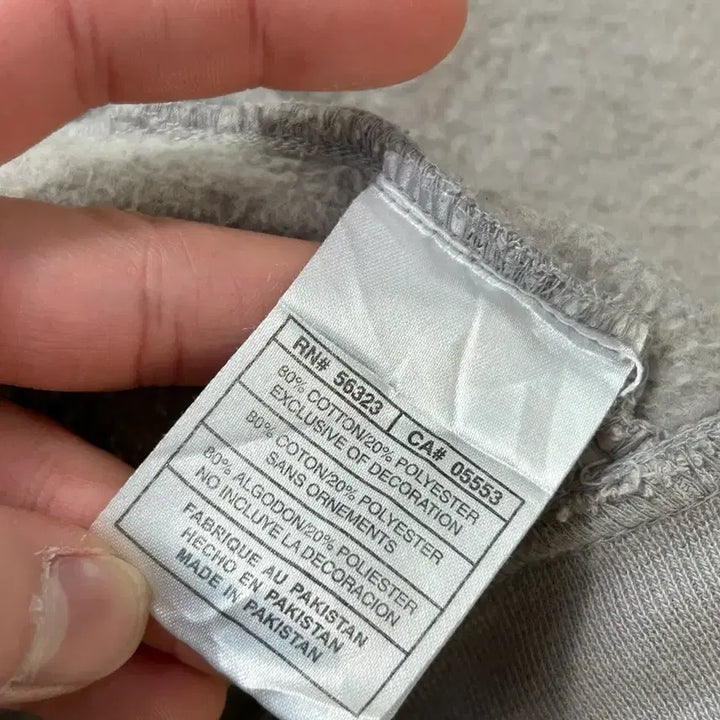 RN# 56323 CA# 05553
80% COTTON/20% POLYESTER
EXCLUSIVE OF DECORATION
80% COTON/20% POLYESTER
SANS ORNEMENTS
80% ALGODON/20% POLIESTER
NO INCLUYE LA DECORACION
FABRIQUE AU PAKISTAN
HECHO EN PAKISTAN
MADE IN PAKISTAN